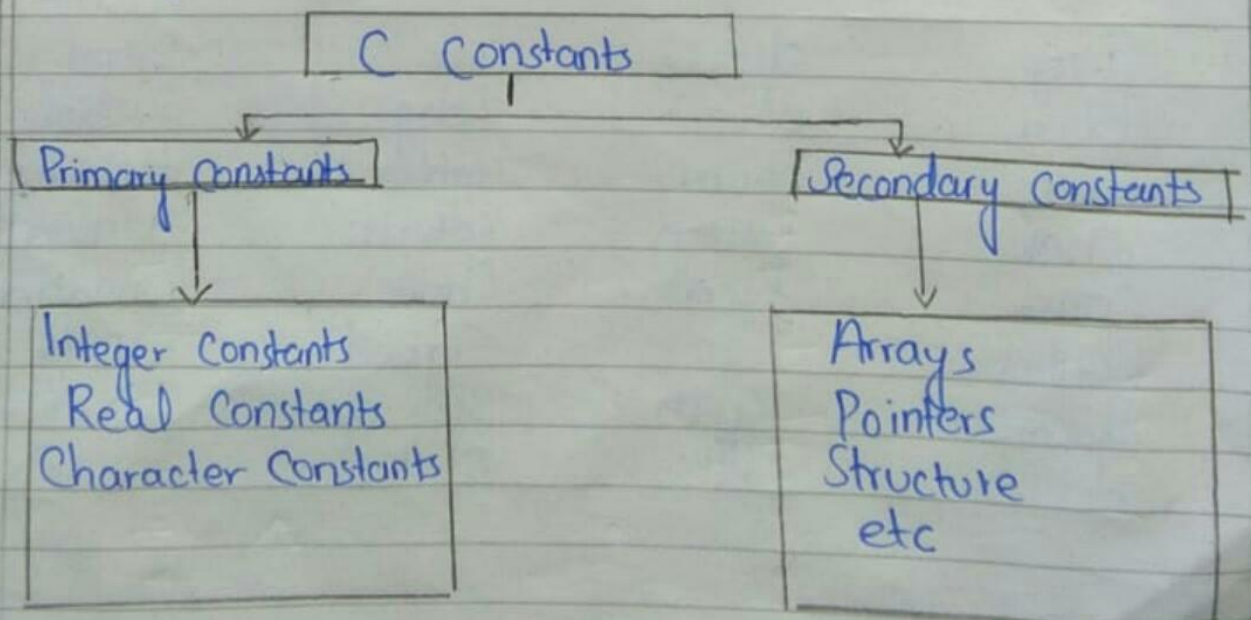 C Constants
Primary Constants
Secondary Constants
Integer Constants
Real Constants
Character Constants
Arrays
Pointers
Structure
etc